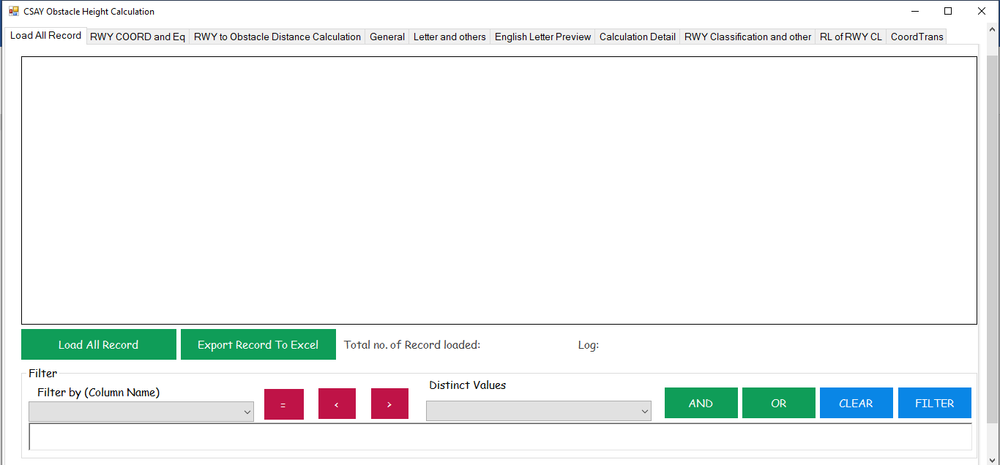 CSAY Obstacle Height Calculation
Load All Record RWY COORD and Eq RWY to Obstacle Distance Calculation General Letter and others English Letter Preview Calculation Detail RWY Classification and other RL of RWY CL CoordTrans
Load All Record Export Record To Excel Total no. of Record loaded: Log:
Filter
Filter by (Column Name) Distinct Values
= < > AND OR CLEAR FILTER